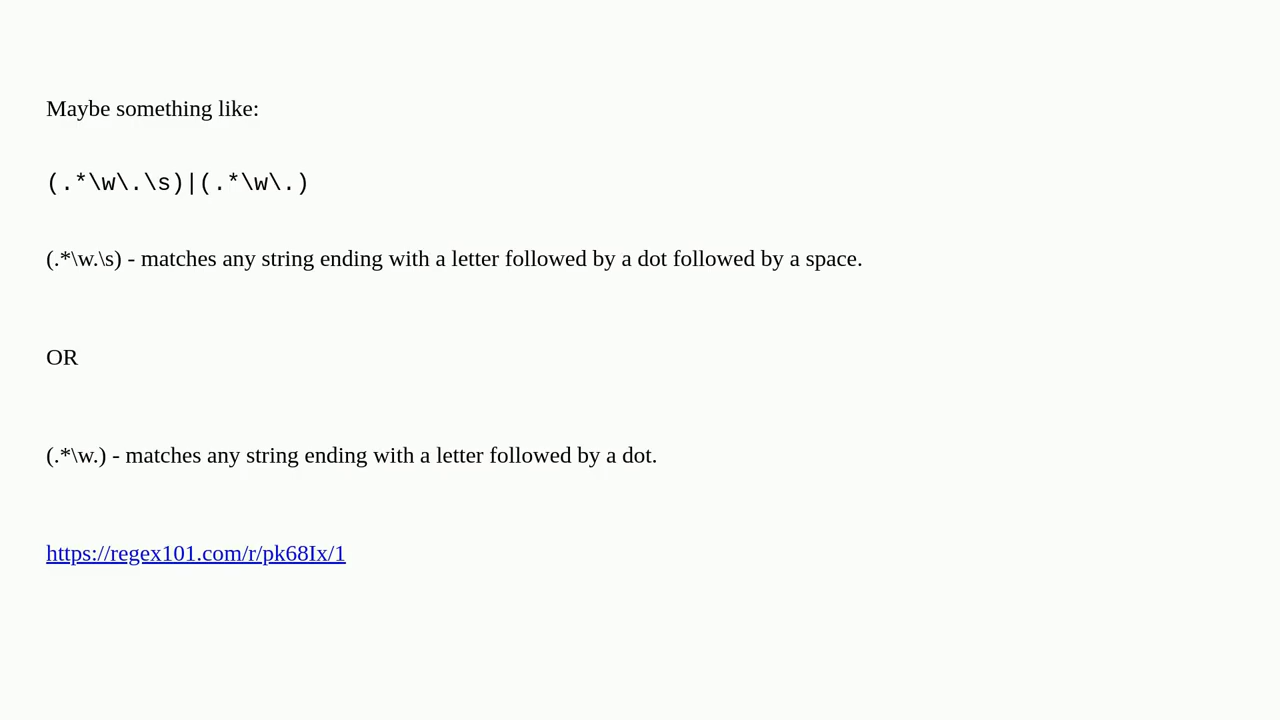 Maybe something like:
(.*\w\.\s)|(.*\w\.)
(.*\w.\s) - matches any string ending with a letter followed by a dot followed by a space.
OR
(.*\w.) - matches any string ending with a letter followed by a dot.
https://regex101.com/r/pk68Ix/1